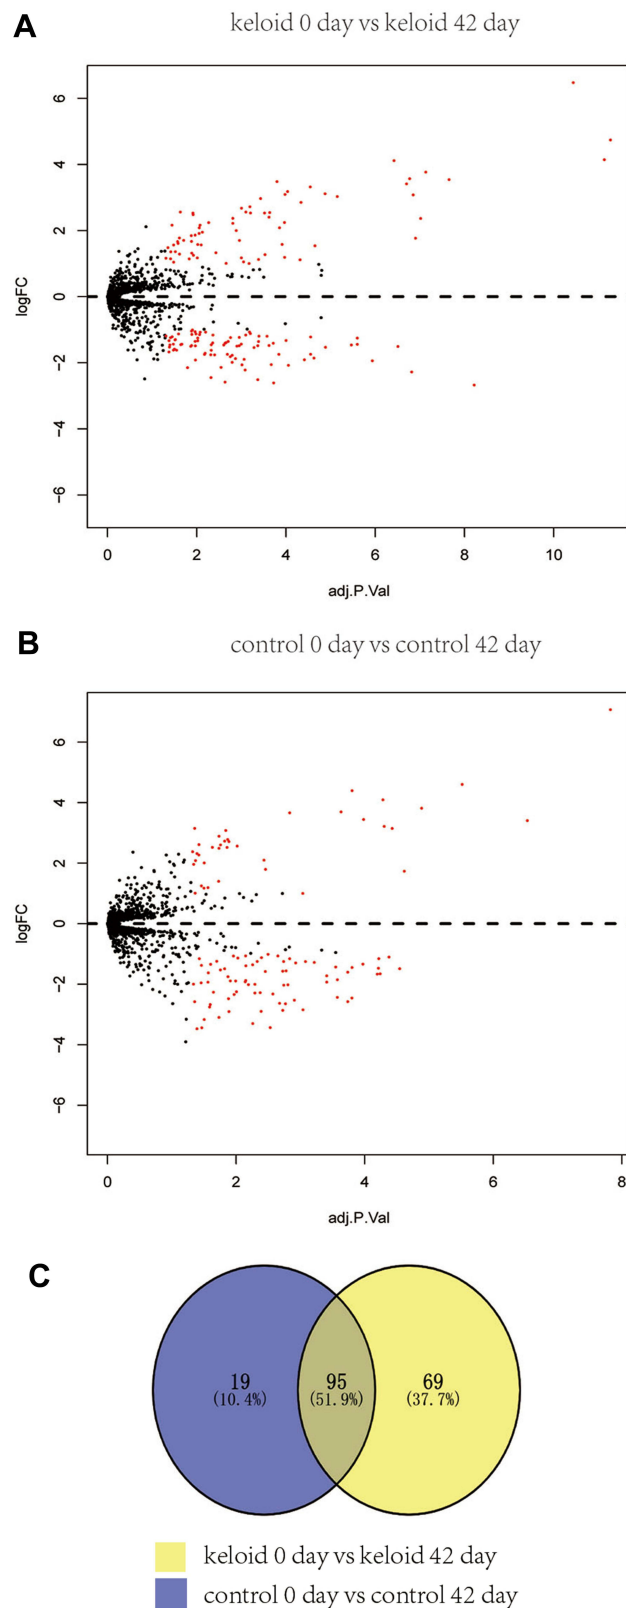 A
keloid 0 day vs keloid 42 day
6
4
2
0
−2
−4
−6
logFC
0 2 4 6 8 10
adj.P.Val
B
control 0 day vs control 42 day
6
4
2
0
−2
−4
−6
logFC
0 2 4 6 8
adj.P.Val
C
19 95 69
(10.4%) (51.9%) (37.7%)
keloid 0 day vs keloid 42 day
control 0 day vs control 42 day